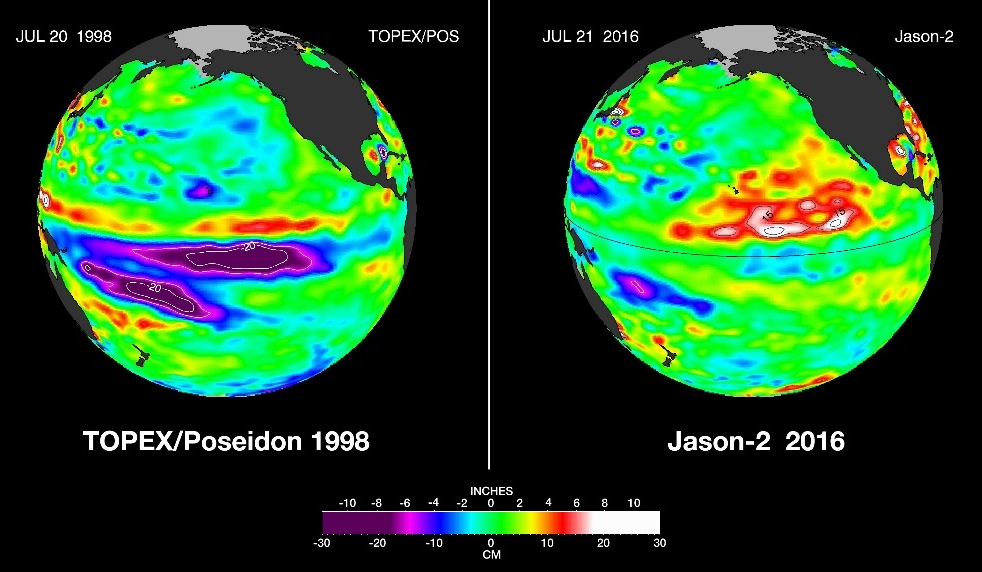 JUL 20 1998
TOPEX/POS
JUL 21 2016
Jason-2
-20
-20
15
15
TOPEX/Poseidon 1998
Jason-2 2016
INCHES
-10 -8 -6 -4 -2 0 2 4 6 8 10
-30 -20 -10 0 10 20 30
CM